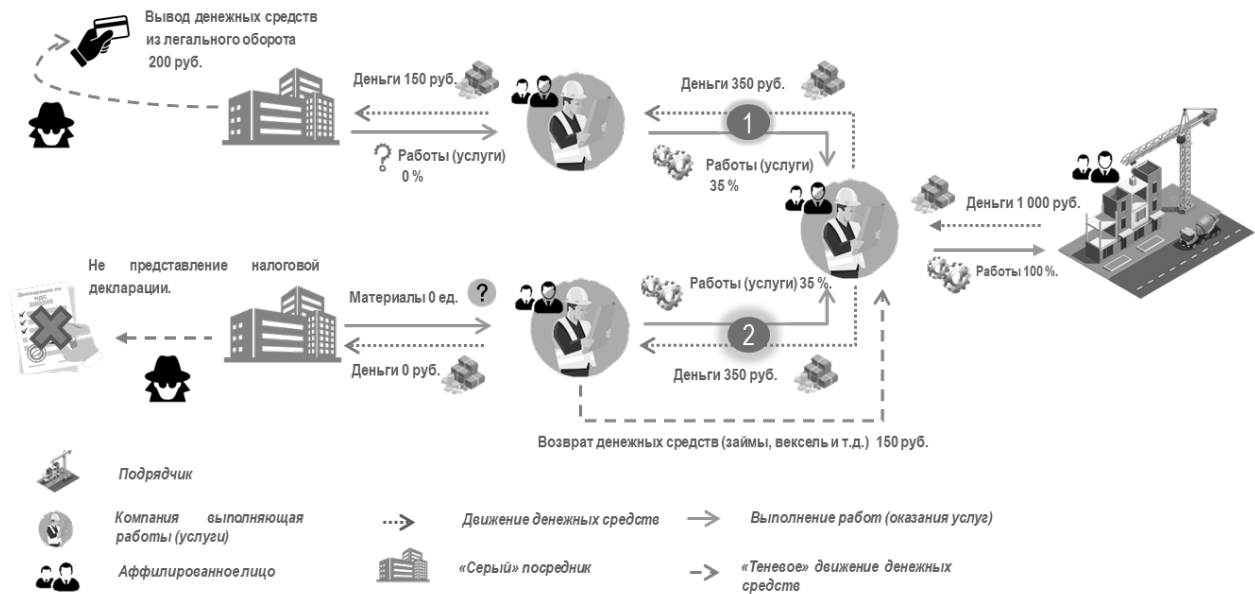 Вывод денежных средств
из легального оборота
200 руб.
Деньги 150 руб.
Деньги 350 руб.
1
?
Работы (услуги)
0 %
Работы (услуги)
35 %
Деньги 1 000 руб.
Работы 100 %.
Не представление налоговой
декларации.
Декларация по
НДС
Материалы 0 ед.
?
Работы (услуги) 35 %.
2
Деньги 0 руб.
Деньги 350 руб.
Возврат денежных средств (займы, вексель и т.д.) 150 руб.
Подрядчик
Компания выполняющая
работы (услуги)
Движение денежных средств
Выполнение работ (оказания услуг)
Аффилированное лицо
«Серый» посредник
«Теневое» движение денежных
средств